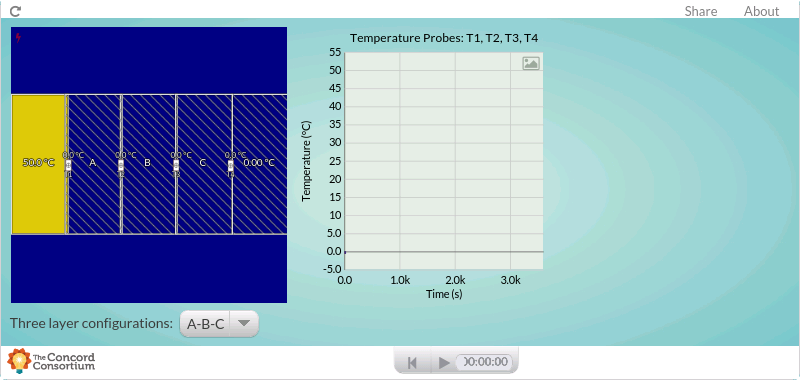 Share About
Temperature Probes: T1, T2, T3, T4
55
50
45
40
35
30
25
20
15
10
5.0
0.0
-5.0
Temperature (°C)
0.0 1.0k 2.0k 3.0k
Time (s)
0.0 °C 0.0 °C 0.0 °C 0.0 °C
50.0 °C A B C 0.00 °C
T1 T2 T3 T4
Three layer configurations: A-B-C
The Concord
Consortium
00:00:00